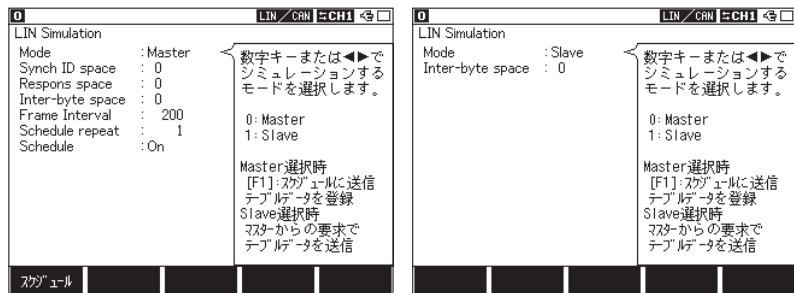 0 LIN/CAN ⇆CH1
LIN Simulation
Mode :Master
Synch ID space : 0
Respons space : 0
Inter-byte space : 0
Frame Interval : 200
Schedule repeat : 1
Schedule :On
数字キーまたは◀▶で
シミュレーションする
モードを選択します。
0: Master
1: Slave
Master選択時
[F1]:ｽｹｼﾞｭｰﾙに送信
ﾃｰﾌﾞﾙﾃﾞｰﾀを登録
Slave選択時
ﾏｽﾀｰからの要求で
ﾃｰﾌﾞﾙﾃﾞｰﾀを送信
ｽｹｼﾞｭｰﾙ
0 LIN/CAN ⇆CH1
LIN Simulation
Mode :Slave
Inter-byte space : 0
数字キーまたは◀▶で
シミュレーションする
モードを選択します。
0: Master
1: Slave
Master選択時
[F1]:ｽｹｼﾞｭｰﾙに送信
ﾃｰﾌﾞﾙﾃﾞｰﾀを登録
Slave選択時
ﾏｽﾀｰからの要求で
ﾃｰﾌﾞﾙﾃﾞｰﾀを送信